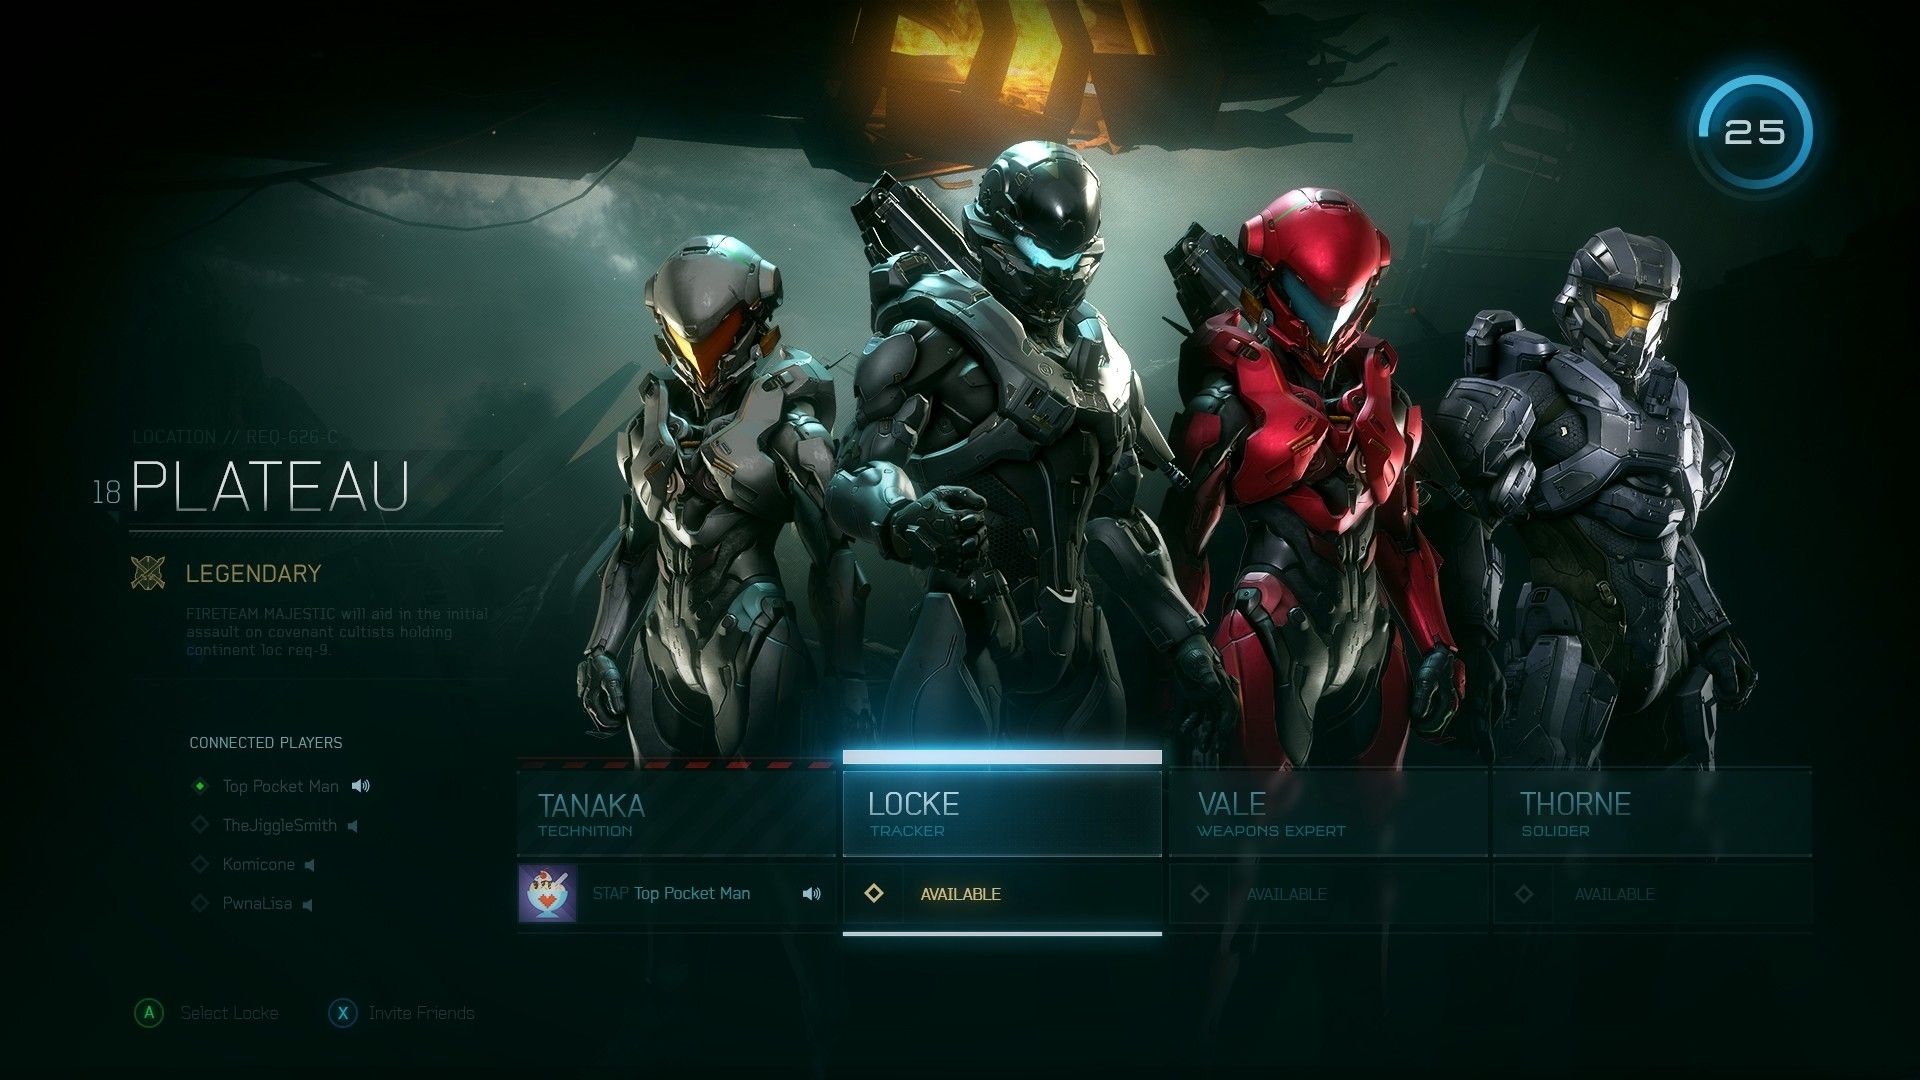 25
LOCATION // REQ-626-C
18 PLATEAU
LEGENDARY
FIRETEAM MAJESTIC will aid in the initial
assault on covenant cultists holding
continent loc req-9.
CONNECTED PLAYERS
Top Pocket Man
TheJiggleSmith
Komicone
PwnaLisa
TANAKA
TECHNITION
STAP Top Pocket Man
LOCKE
TRACKER
AVAILABLE
VALE
WEAPONS EXPERT
AVAILABLE
THORNE
SOLIDER
AVAILABLE
A Select Locke
X Invite Friends